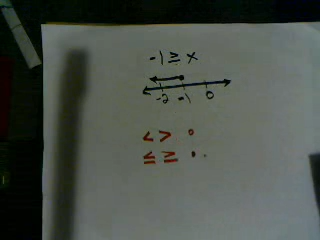 -1 ≥ x
-2 -1 0
< >
≤ ≥